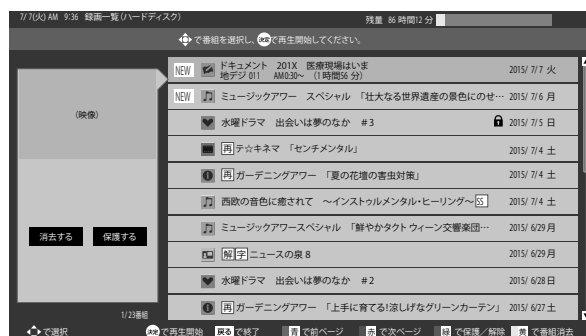 7/ 7(火) AM 9:36 録画一覧 (ハードディスク)
残量 86 時間12 分
で番組を選択し、決定で再生開始してください。
NEW ドキュメント 201X 医療現場はいま 2015/ 7/ 7 火
地デジ 011 AM0:30~ (1 時間56 分)
NEW ミュージックアワー スペシャル 「壮大なる世界遺産の景色にのせ… 2015/ 7/6 月
(映像)
水曜ドラマ 出会いは夢のなか #3 2015/ 7/ 5 日
再 テ☆キネマ 「センチメンタル」 2015/ 7/ 4 土
再 ガーデニングアワー 「夏の花壇の害虫対策」 2015/ 7/ 4 土
西欧の音色に癒されて ~インストゥルメンタル・ヒーリング~ SS 2015/ 7/ 4 土
ミュージックアワースペシャル 「鮮やかタクト ウィーン交響楽団… 2015/ 6/29 月
消去する 保護する
解 字 ニュースの泉 8 2015/ 6/29 月
水曜ドラマ 出会いは夢のなか #2 2015/ 6/28 日
再 ガーデニングアワー 「上手に育てる!涼しげなグリーンカーテン」 2015/ 6/27 土
1/ 23番組
で選択 決定 で再生開始 戻る で終了 青 で前ページ 赤 で次ページ 緑 で保護/解除 黄 で番組消去